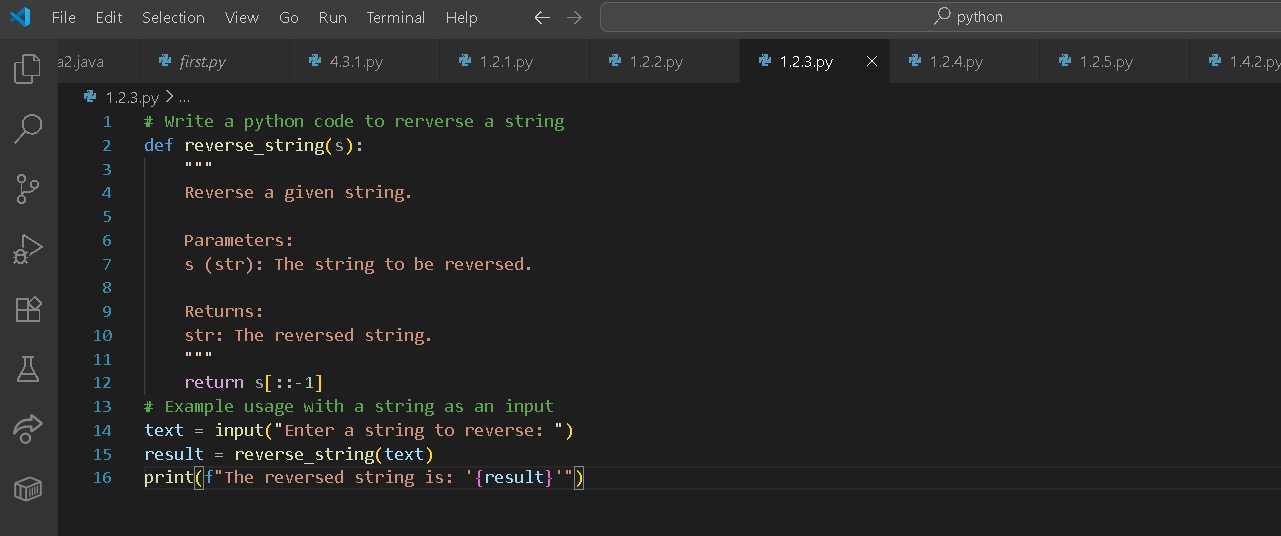 File Edit Selection View Go Run Terminal Help python
a2.java first.py 4.3.1.py 1.2.1.py 1.2.2.py 1.2.3.py 1.2.4.py 1.2.5.py 1.4.2.py
1.2.3.py > ...
1 # Write a python code to rerverse a string
2 def reverse_string(s):
3     """
4     Reverse a given string.
5
6     Parameters:
7     s (str): The string to be reversed.
8
9     Returns:
10     str: The reversed string.
11     """
12     return s[::-1]
13 # Example usage with a string as an input
14 text = input("Enter a string to reverse: ")
15 result = reverse_string(text)
16 print(f"The reversed string is: '{result}'")